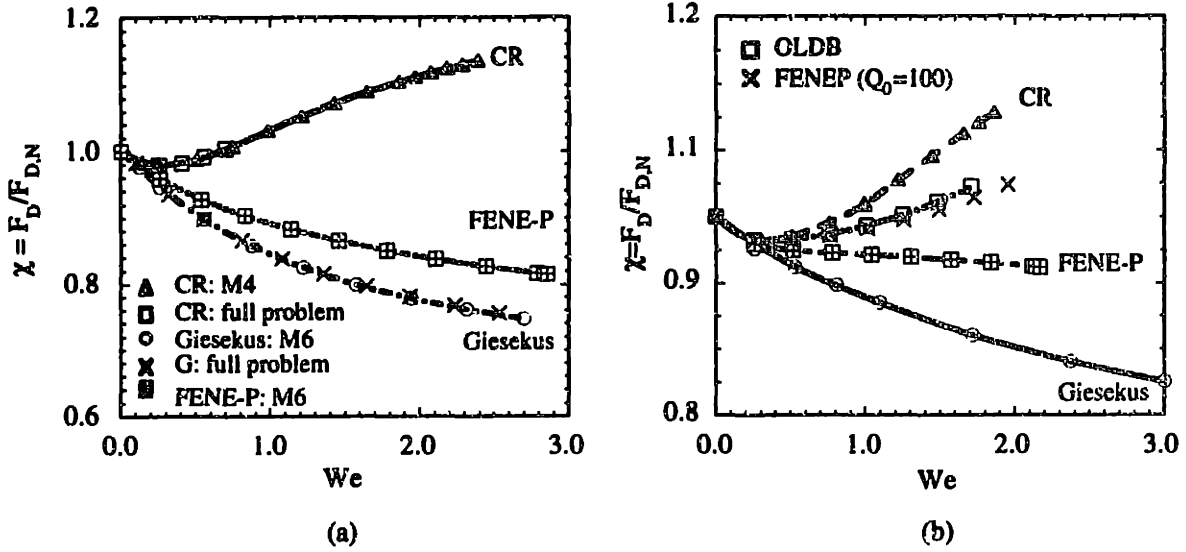 1.2
1.0
0.8
0.6
χ = F_D/F_D,N
CR
FENE-P
Giesekus
CR: M4
CR: full problem
Giesekus: M6
G: full problem
FENE-P: M6
0.0 1.0 2.0 3.0
We
(a)
1.2
1.1
0.9
0.8
χ=F_D/F_D,N
OLDB
FENEP (Q_0=100)
CR
FENE-P
Giesekus
0.0 1.0 2.0 3.0
We
(b)